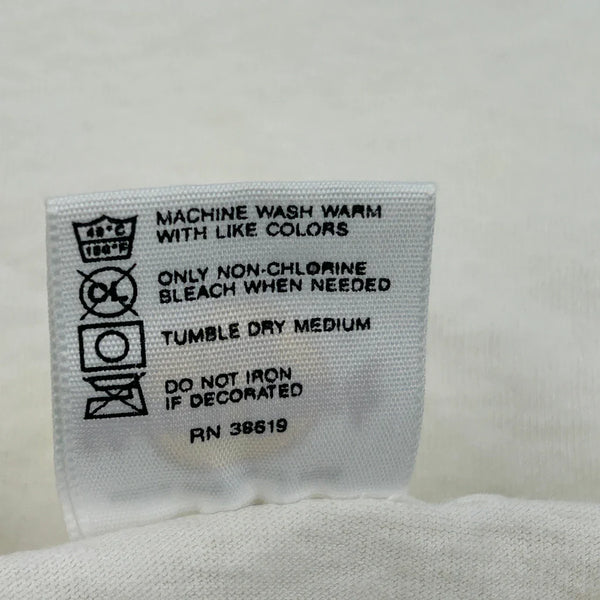 40°C
MACHINE WASH WARM
WITH LIKE COLORS
ONLY NON-CHLORINE
BLEACH WHEN NEEDED
TUMBLE DRY MEDIUM
DO NOT IRON
IF DECORATED
RN 38619